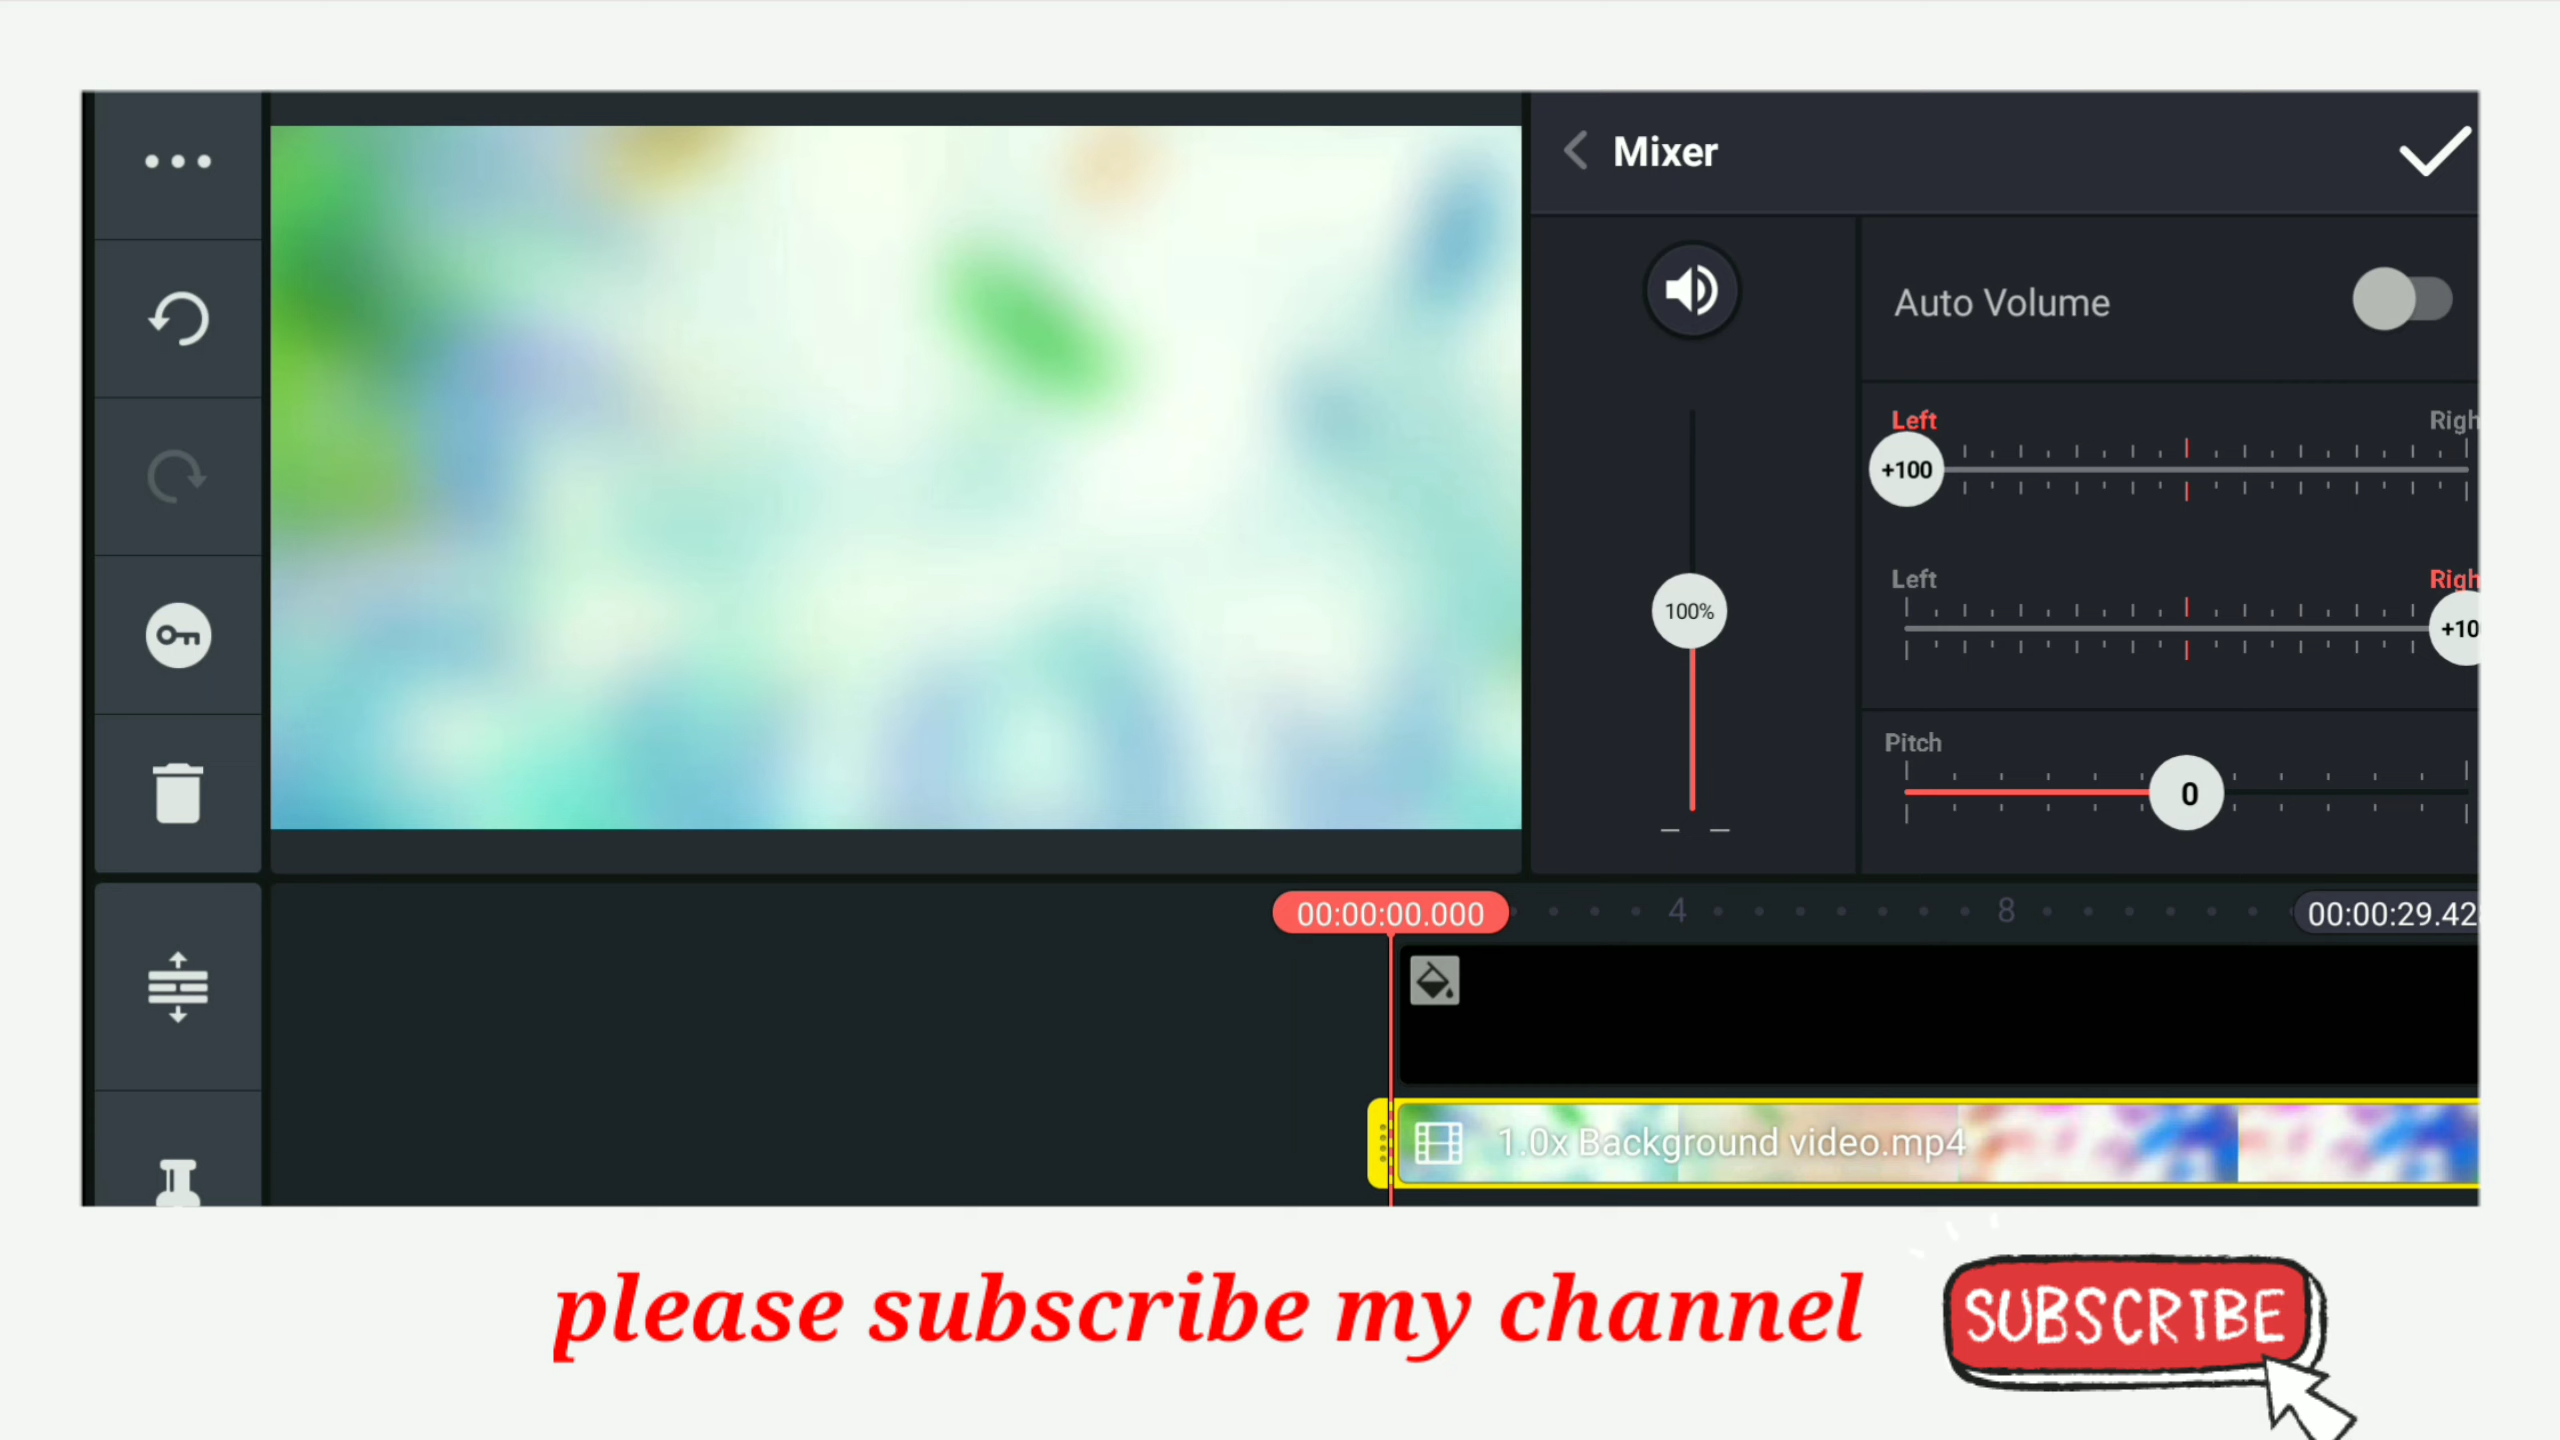 Mixer
Auto Volume
Left Righ
+100
100%
Left Righ
+10
Pitch
0
00:00:00.000 4 8 00:00:29.42
1.0x Background video.mp4
please subscribe my channel
SUBSCRIBE